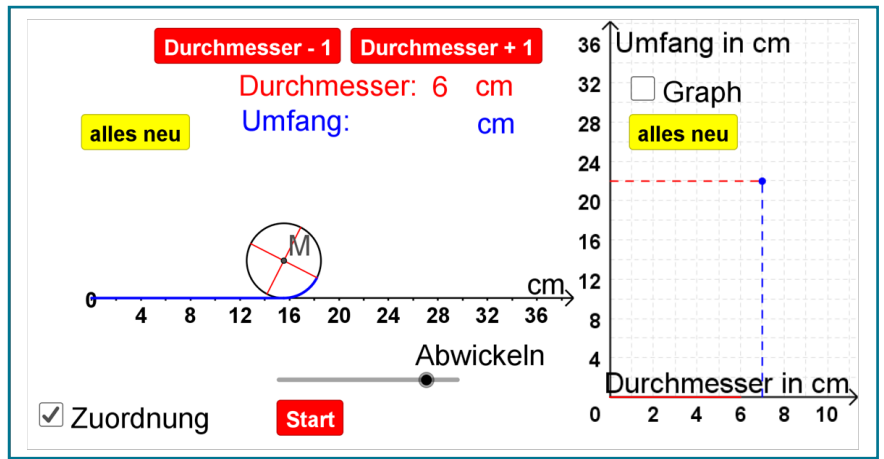 Durchmesser - 1 Durchmesser + 1
Durchmesser: 6 cm
Umfang: cm
alles neu
M
cm
0 4 8 12 16 20 24 28 32 36
Abwickeln
Zuordnung
Start
Umfang in cm
Graph
alles neu
36
32
28
24
20
16
12
8
4
Durchmesser in cm
0 2 4 6 8 10